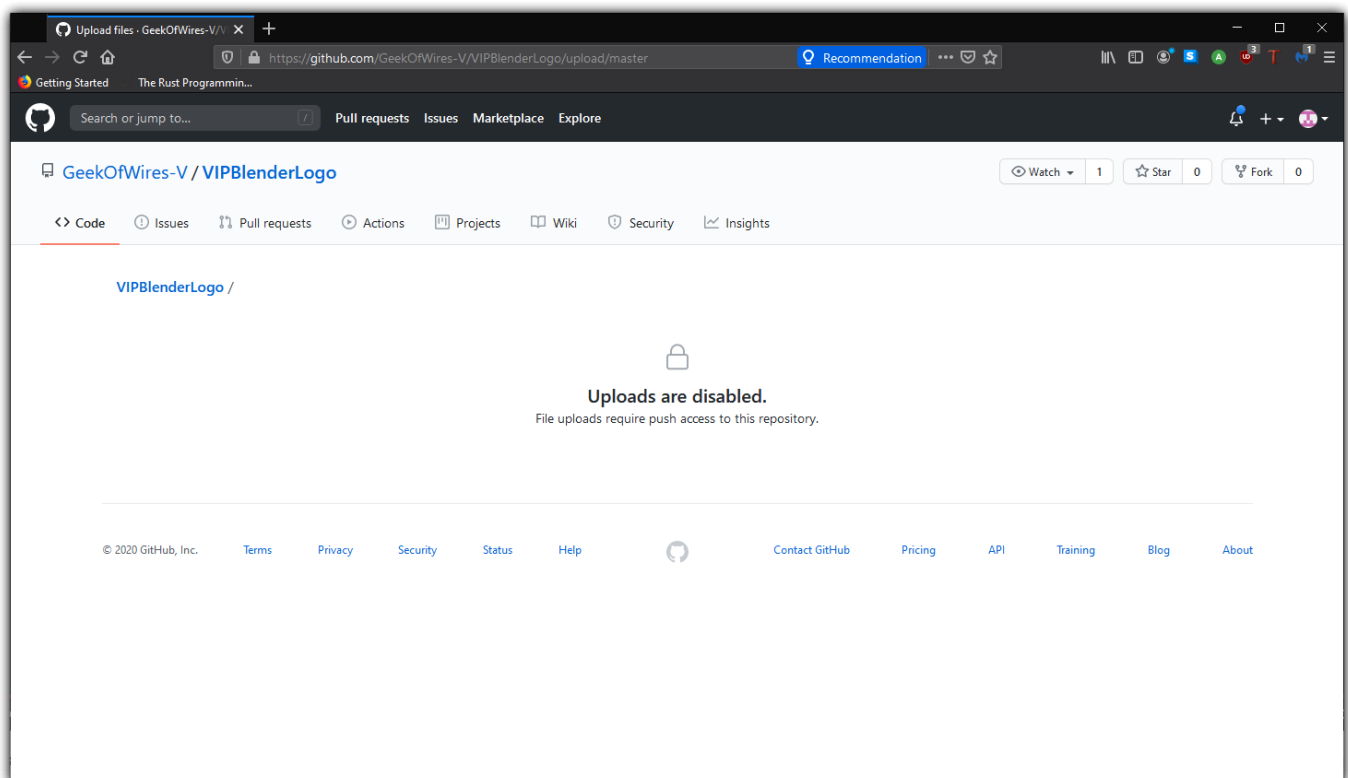 Upload files · GeekOfWires-V/Vi
https://github.com/GeekOfWires-V/VIPBlenderLogo/upload/master
Recommendation
S A 3 T 1
Getting Started The Rust Programmin...
Search or jump to... / Pull requests Issues Marketplace Explore
GeekOfWires-V / VIPBlenderLogo Watch 1 Star 0 Fork 0
<> Code Issues Pull requests Actions Projects Wiki Security Insights
VIPBlenderLogo /
Uploads are disabled.
File uploads require push access to this repository.
© 2020 GitHub, Inc. Terms Privacy Security Status Help Contact GitHub Pricing API Training Blog About